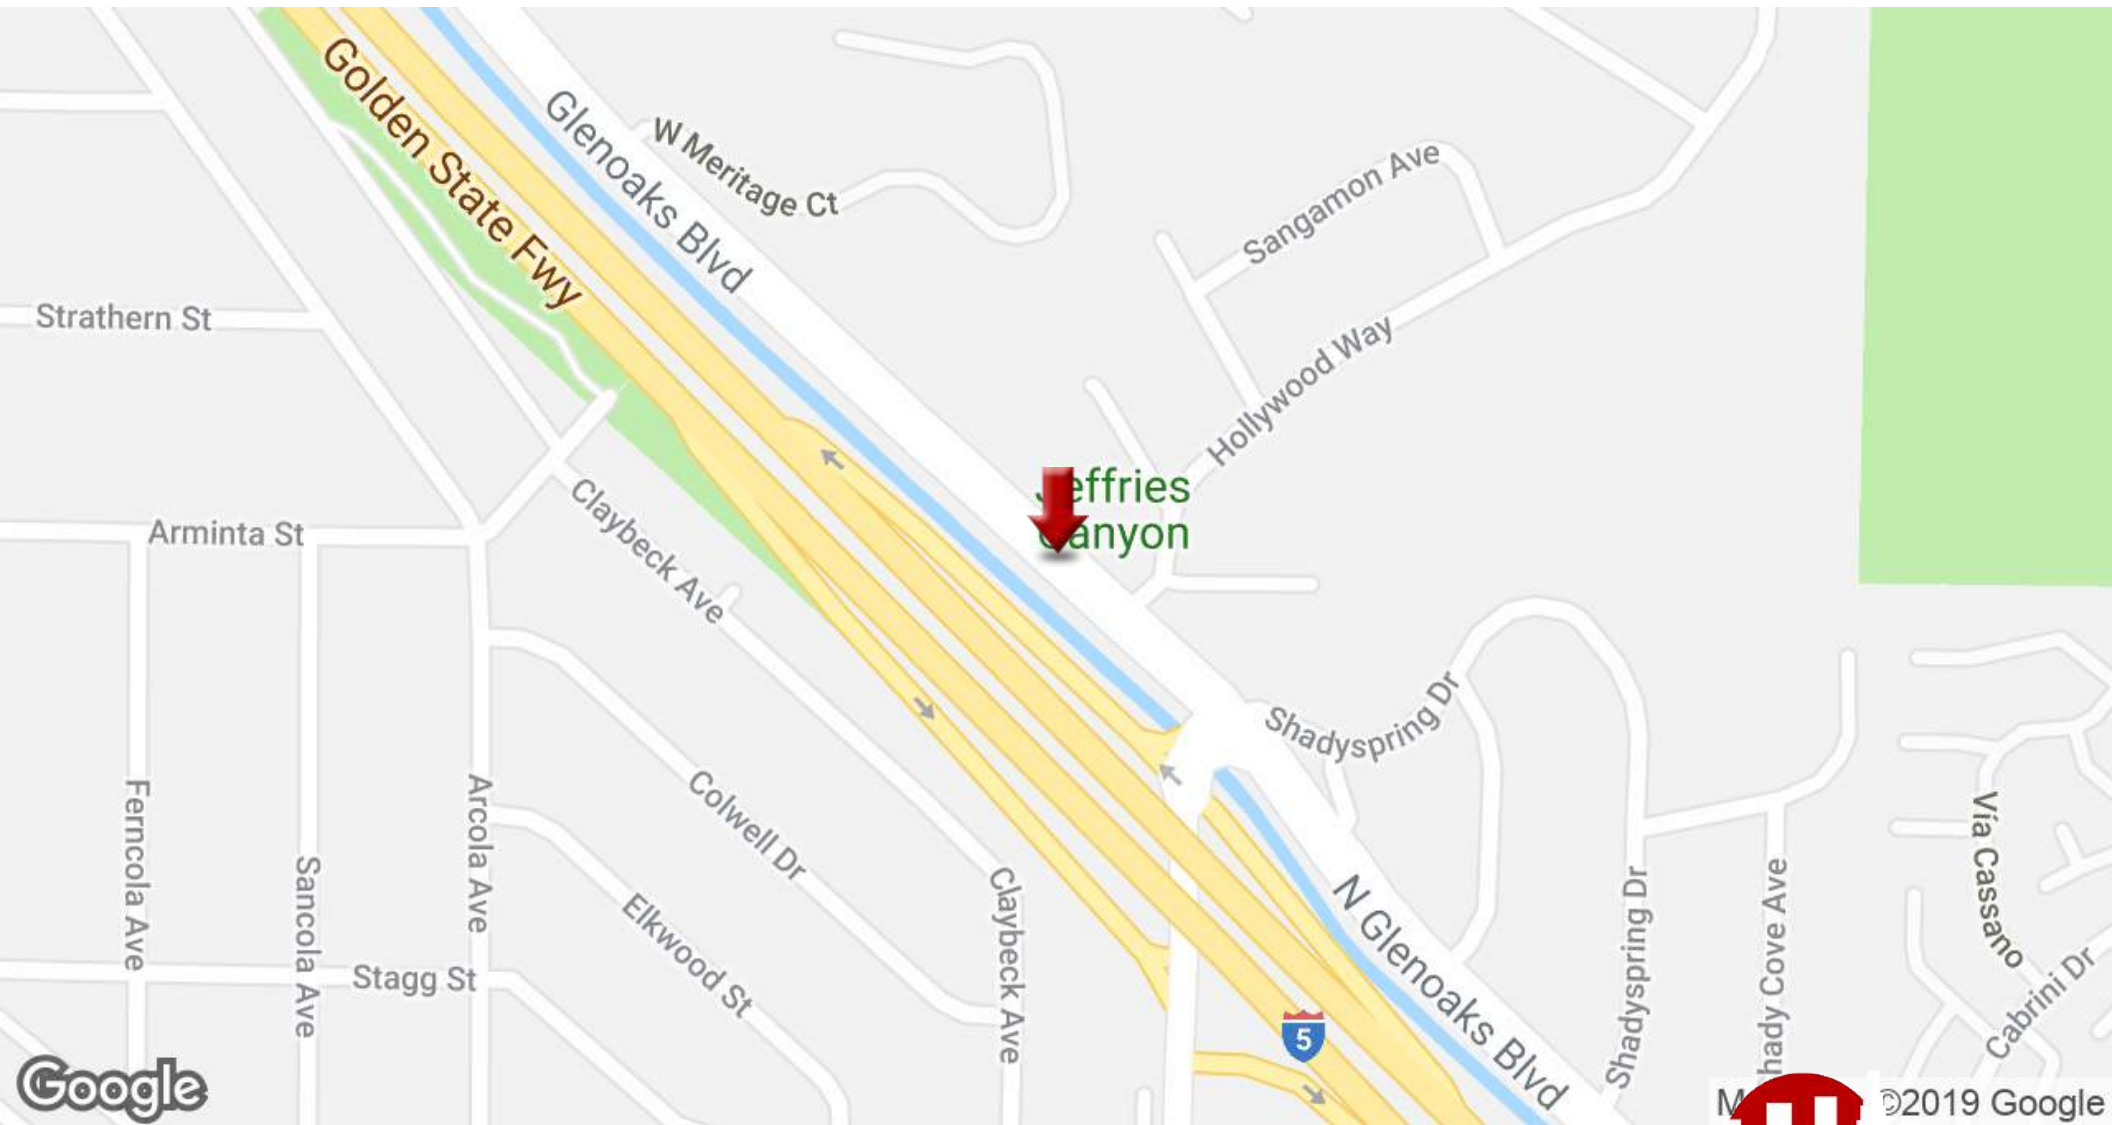 Golden State Fwy
Glenoaks Blvd
W Meritage Ct
Sangamon Ave
Strathern St
Hollywood Way
Jeffries
Canyon
Arminta St
Claybeck Ave
Shadyspring Dr
Ferncola Ave
Sancola Ave
Arcola Ave
Colwell Dr
Elkwood St
Claybeck Ave
Stagg St
N Glenoaks Blvd
Shadyspring Dr
hady Cove Ave
Vía Cassano
Cabrini Dr
5
Google
©2019 Google